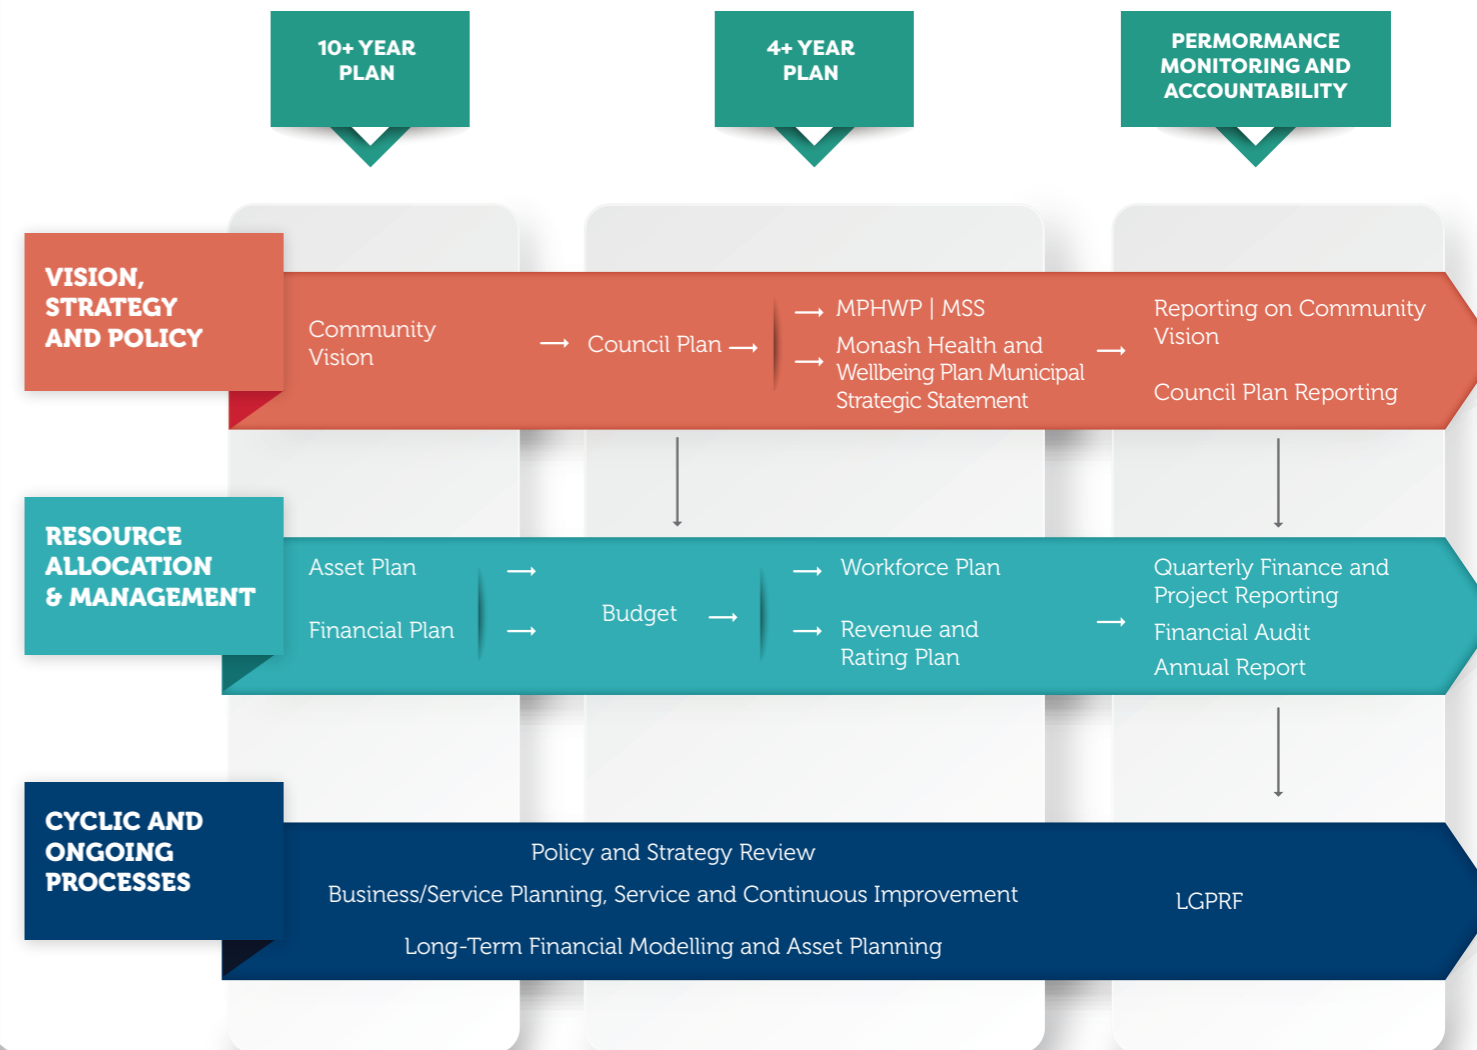 10+ YEAR
PLAN
4+ YEAR
PLAN
PERMORMANCE
MONITORING AND
ACCOUNTABILITY
VISION,
STRATEGY
AND POLICY
Community
Vision
Council Plan
MPHWP | MSS
Monash Health and
Wellbeing Plan Municipal
Strategic Statement
Reporting on Community
Vision
Council Plan Reporting
RESOURCE
ALLOCATION
& MANAGEMENT
Asset Plan
Financial Plan
Budget
Workforce Plan
Revenue and
Rating Plan
Quarterly Finance and
Project Reporting
Financial Audit
Annual Report
CYCLIC AND
ONGOING
PROCESSES
Policy and Strategy Review
Business/Service Planning, Service and Continuous Improvement
Long-Term Financial Modelling and Asset Planning
LGPRF